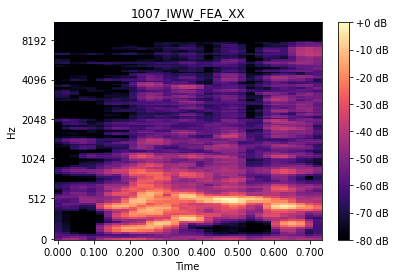 1007_IWW_FEA_XX
+0 dB
8192
-10 dB
4096
-20 dB
-30 dB
2048
-40 dB
Hz
1024
-50 dB
512
-60 dB
-70 dB
0
-80 dB
0.000 0.100 0.200 0.300 0.400 0.500 0.600 0.700
Time